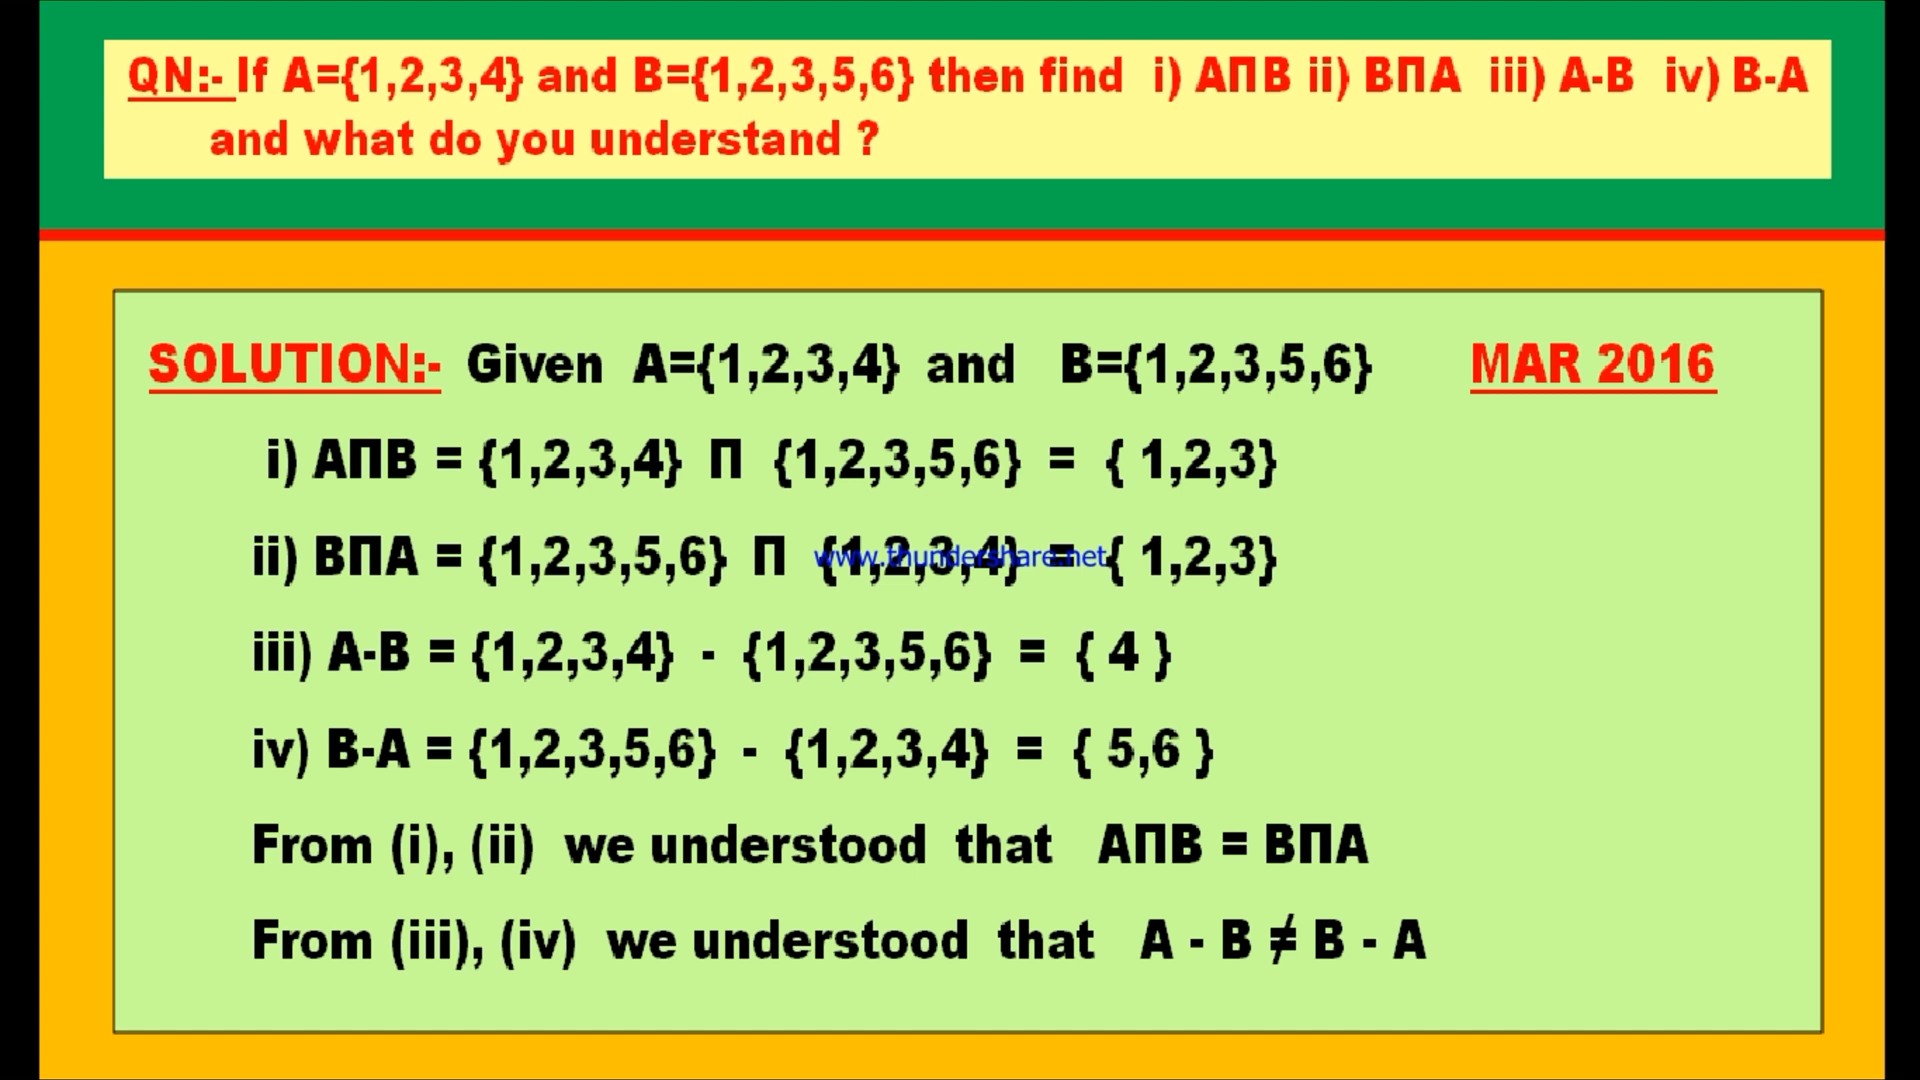 QN:- If A={1,2,3,4} and B={1,2,3,5,6} then find i) AΠB ii) BΠA iii) A-B iv) B-A
and what do you understand ?
SOLUTION:- Given A={1,2,3,4} and B={1,2,3,5,6} MAR 2016
i) AΠB = {1,2,3,4} Π {1,2,3,5,6} = { 1,2,3}
ii) BΠA = {1,2,3,5,6} Π {1,2,3,4} = { 1,2,3}
www.thundershare.net
iii) A-B = {1,2,3,4} - {1,2,3,5,6} = { 4 }
iv) B-A = {1,2,3,5,6} - {1,2,3,4} = { 5,6 }
From (i), (ii) we understood that AΠB = BΠA
From (iii), (iv) we understood that A - B ≠ B - A